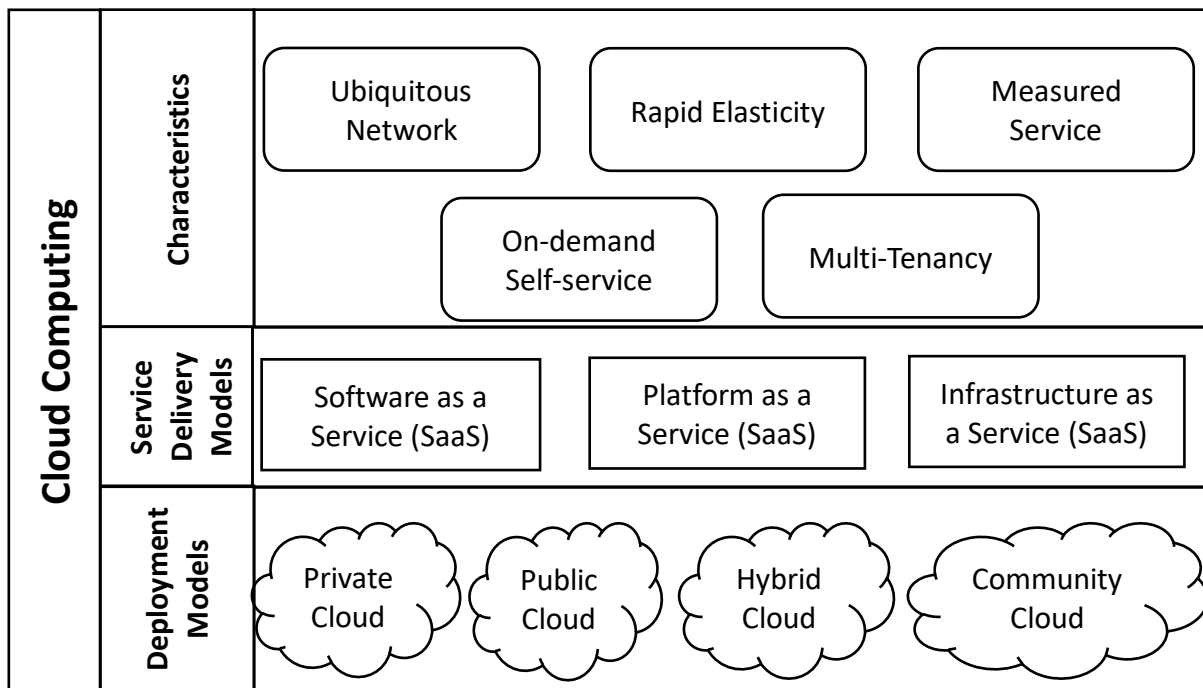 Cloud Computing
Characteristics
Ubiquitous
Network
Rapid Elasticity
Measured
Service
On-demand
Self-service
Multi-Tenancy
Service
Delivery
Models
Software as a
Service (SaaS)
Platform as a
Service (SaaS)
Infrastructure as
a Service (SaaS)
Deployment
Models
Private
Cloud
Public
Cloud
Hybrid
Cloud
Community
Cloud